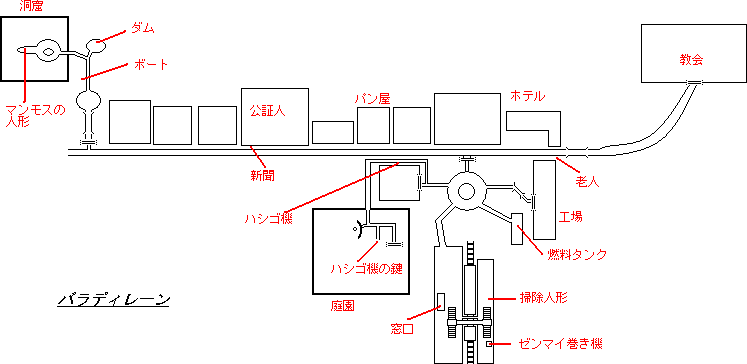 洞窟
ダム
ボート
マンモスの
人形
公証人
パン屋
ホテル
教会
新聞
老人
ハシゴ機
工場
燃料タンク
ハシゴ機の鍵
庭園
掃除人形
窓口
ゼンマイ巻き機
バラディレーン